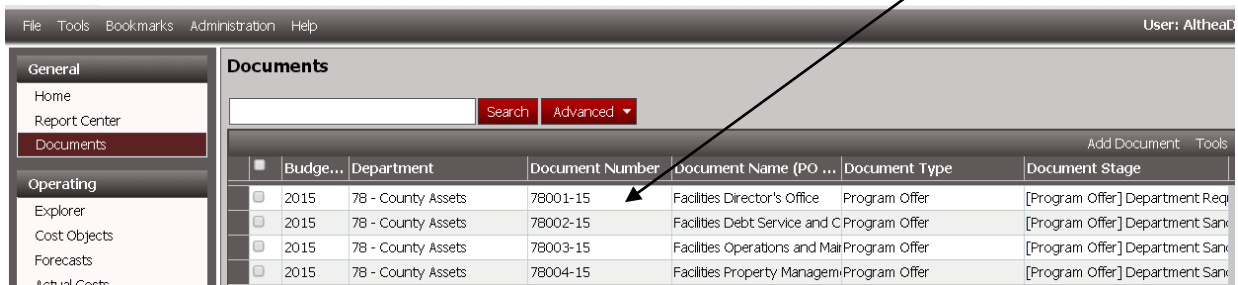 File Tools Bookmarks Administration Help User: AltheaD
General
Home
Report Center
Documents
Operating
Explorer
Cost Objects
Forecasts
Actual Costs
Documents
Search Advanced
Add Document Tools
Budge... Department Document Number Document Name (PO ... Document Type Document Stage
2015 78 - County Assets 78001-15 Facilities Director's Office Program Offer [Program Offer] Department Requ
2015 78 - County Assets 78002-15 Facilities Debt Service and C Program Offer [Program Offer] Department Sand
2015 78 - County Assets 78003-15 Facilities Operations and Mai Program Offer [Program Offer] Department Sand
2015 78 - County Assets 78004-15 Facilities Property Managem Program Offer [Program Offer] Department Sand